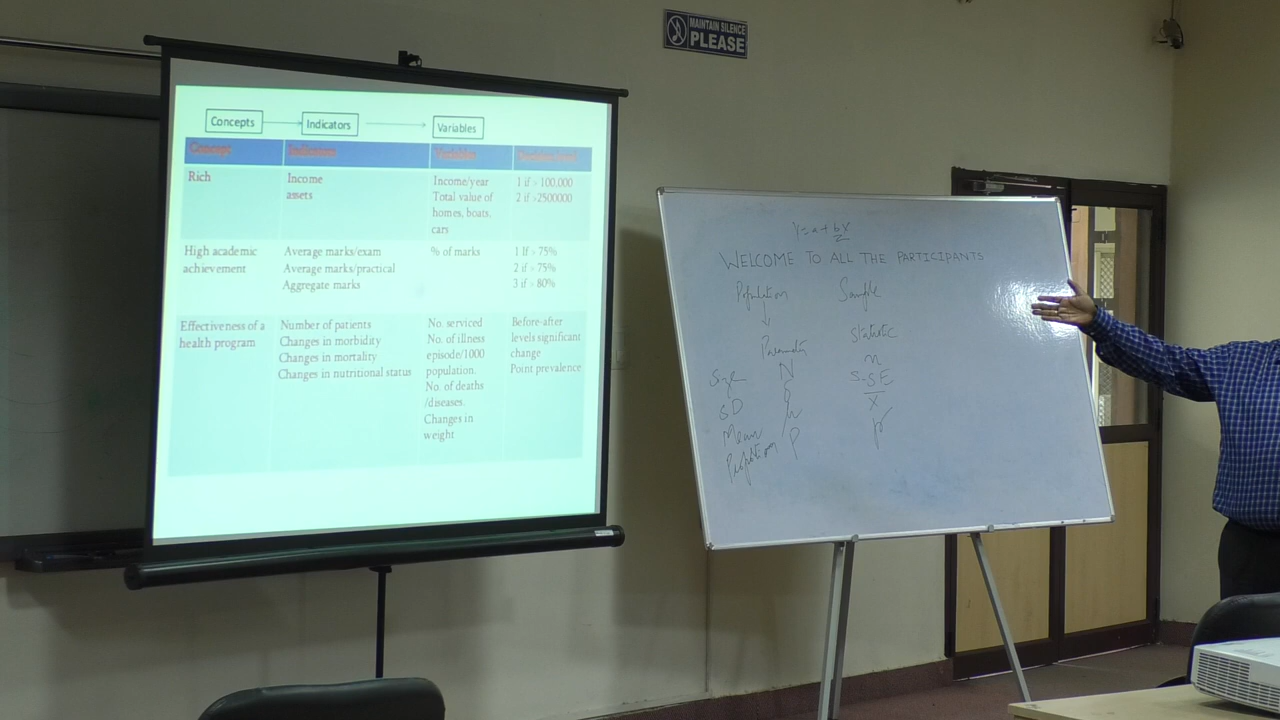 MAINTAIN SILENCE
PLEASE
Concepts Indicators Variables
Concept Indicators Variables
Rich
Income
assets
Income/year
Total value of
homes, boats,
cars
1 if >100,000
2 if >2500000
High academic
achievement
Average marks/exam
Average marks/practical
Aggregate marks
% of marks
1 If >75%
2 if >75%
3 if >80%
Effectiveness of a
health program
Number of patients
Changes in morbidity
Changes in mortality
Changes in nutritional status
No. serviced
No. of illness
episode/1000
population.
No. of deaths
/diseases.
Changes in
weight
Before-after
levels significant
change
Point prevalence
Y = a + bx
WELCOME TO ALL THE PARTICIPANTS
Population Sample
↓
Parameter statistic
Size N n
SD S-SE
Mean μ x̄
Proportion P p